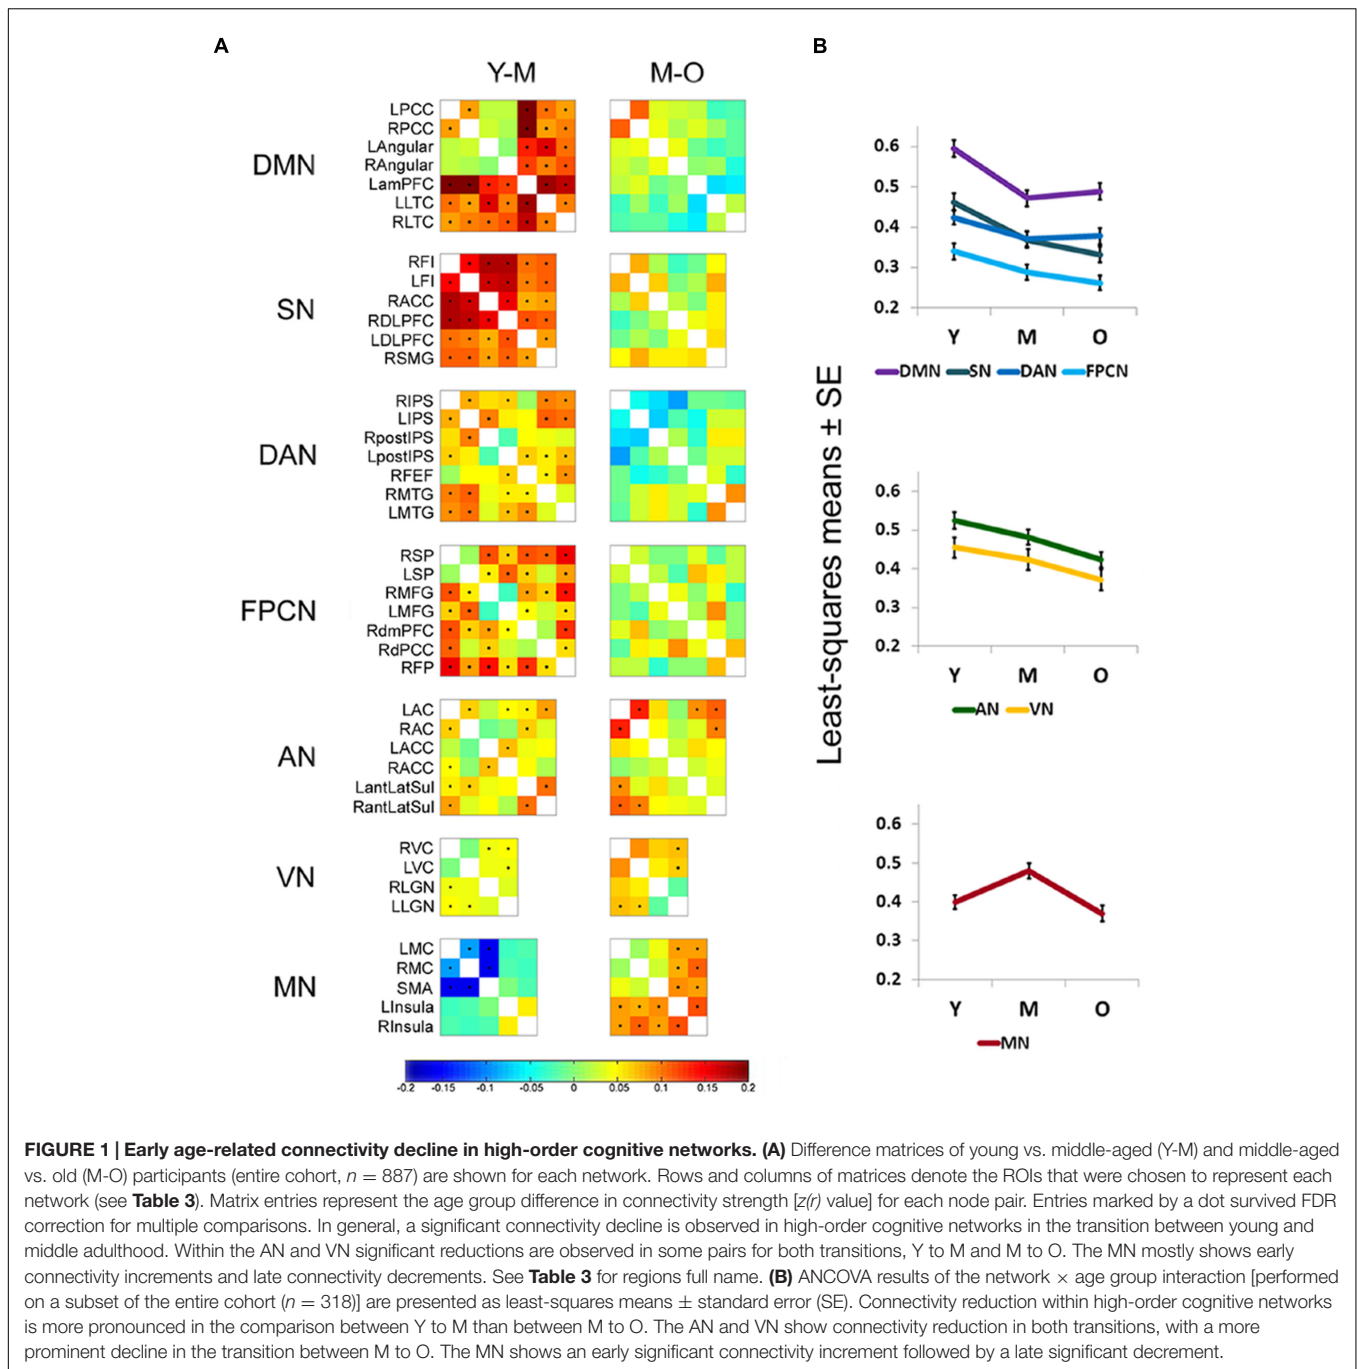 A
B
Y-M
M-O
DMN
LPCC
RPCC
LAngular
RAngular
LamPFC
LLTC
RLTC
SN
RFI
LFI
RACC
RDLPFC
LDLPFC
RSMG
DAN
RIPS
LIPS
RpostIPS
LpostIPS
RFEF
RMTG
LMTG
FPCN
RSP
LSP
RMFG
LMFG
RdmPFC
RdPCC
RFP
AN
LAC
RAC
LACC
RACC
LantLatSul
RantLatSul
VN
RVC
LVC
RLGN
LLGN
MN
LMC
RMC
SMA
LInsula
RInsula
-0.2 -0.15 -0.1 -0.05 0 0.05 0.1 0.15 0.2
Least-squares means ± SE
0.6
0.5
0.4
0.3
0.2
Y M O
DMN SN DAN FPCN
0.6
0.5
0.4
0.3
0.2
Y M O
AN VN
0.6
0.5
0.4
0.3
0.2
Y M O
MN
FIGURE 1 | Early age-related connectivity decline in high-order cognitive networks. (A) Difference matrices of young vs. middle-aged (Y-M) and middle-aged
vs. old (M-O) participants (entire cohort, n = 887) are shown for each network. Rows and columns of matrices denote the ROIs that were chosen to represent each
network (see Table 3). Matrix entries represent the age group difference in connectivity strength [z(r) value] for each node pair. Entries marked by a dot survived FDR
correction for multiple comparisons. In general, a significant connectivity decline is observed in high-order cognitive networks in the transition between young and
middle adulthood. Within the AN and VN significant reductions are observed in some pairs for both transitions, Y to M and M to O. The MN mostly shows early
connectivity increments and late connectivity decrements. See Table 3 for regions full name. (B) ANCOVA results of the network × age group interaction [performed
on a subset of the entire cohort (n = 318)] are presented as least-squares means ± standard error (SE). Connectivity reduction within high-order cognitive networks
is more pronounced in the comparison between Y to M than between M to O. The AN and VN show connectivity reduction in both transitions, with a more
prominent decline in the transition between M to O. The MN shows an early significant connectivity increment followed by a late significant decrement.